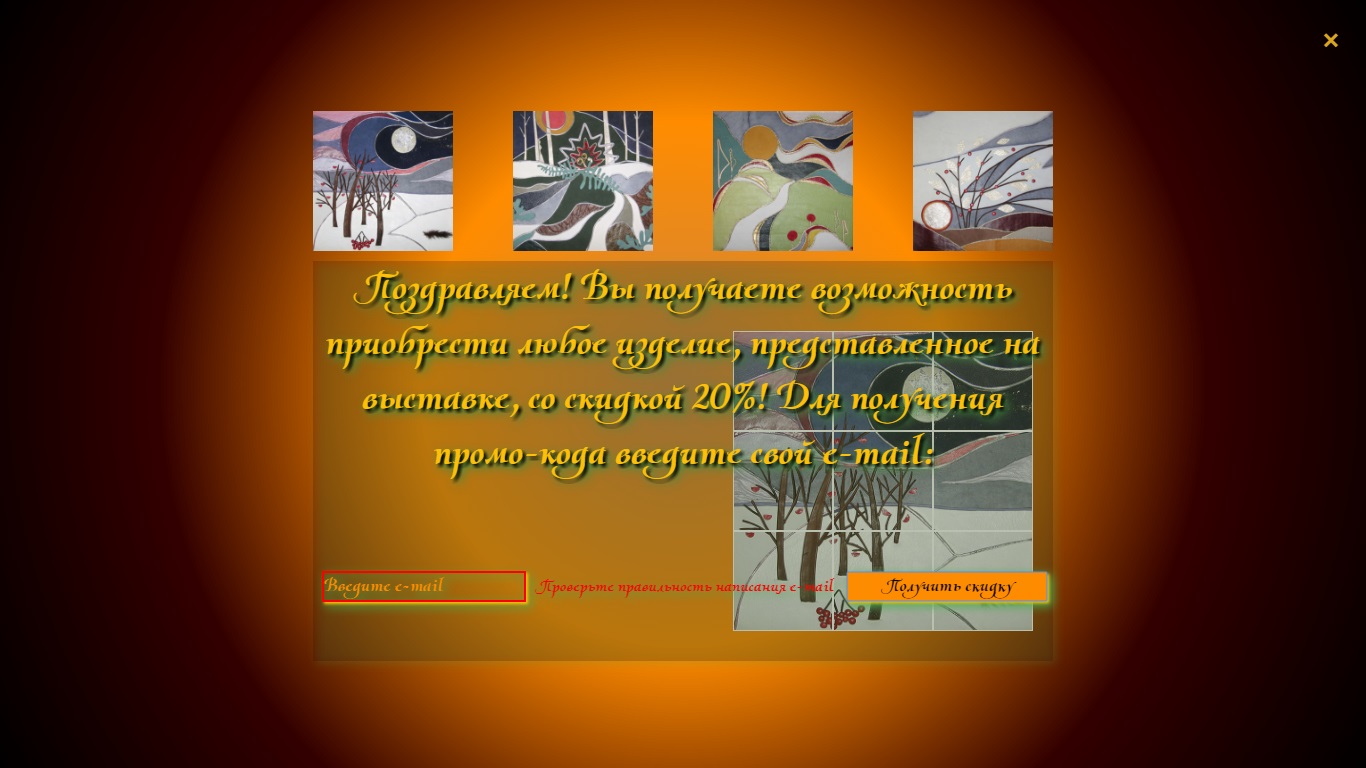 ×
Поздравляем! Вы получаете возможность
приобрести любое изделие, представленное на
выставке, со скидкой 20%! Для получения
промо-кода введите свой e-mail:
Введите e-mail
Проверьте правильность написания e-mail
Получить скидку